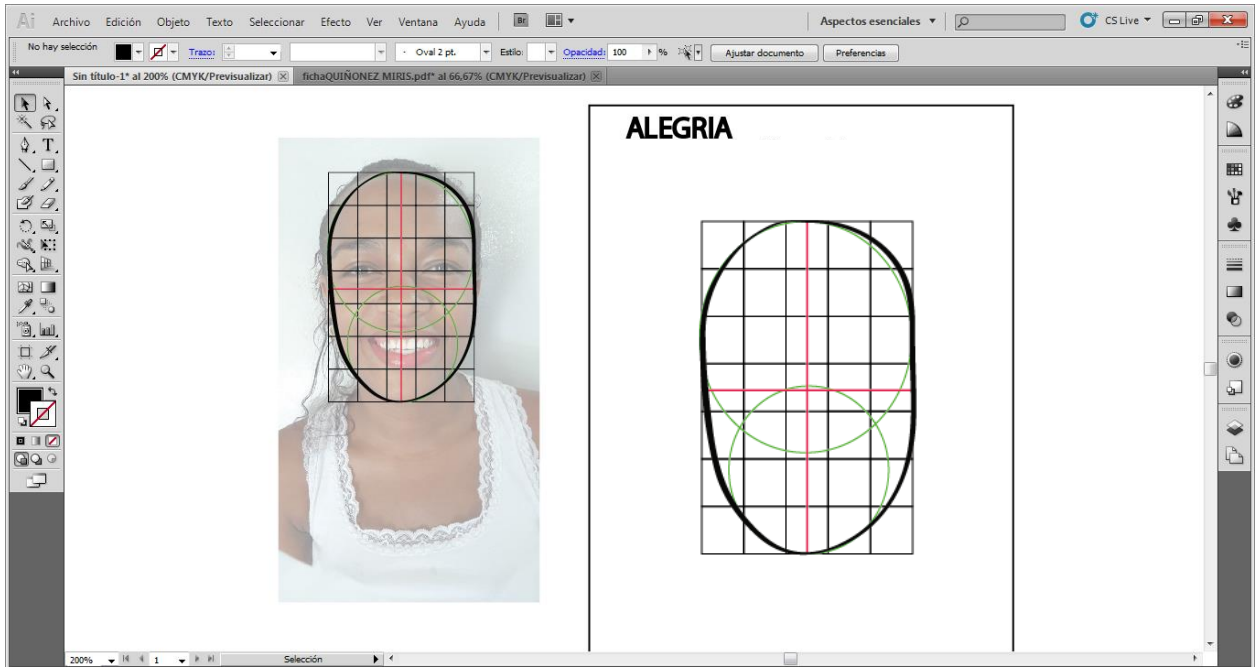 Ai Archivo Edición Objeto Texto Seleccionar Efecto Ver Ventana Ayuda Br Aspectos esenciales CS Live
No hay selección Trazo: Oval 2 pt. Estilo: Opacidad: 100 % Ajustar documento Preferencias
Sin título-1* al 200% (CMYK/Previsualizar) fichaQUIÑONEZ MIRIS.pdf* al 66,67% (CMYK/Previsualizar)
ALEGRIA
200% 1 Selección